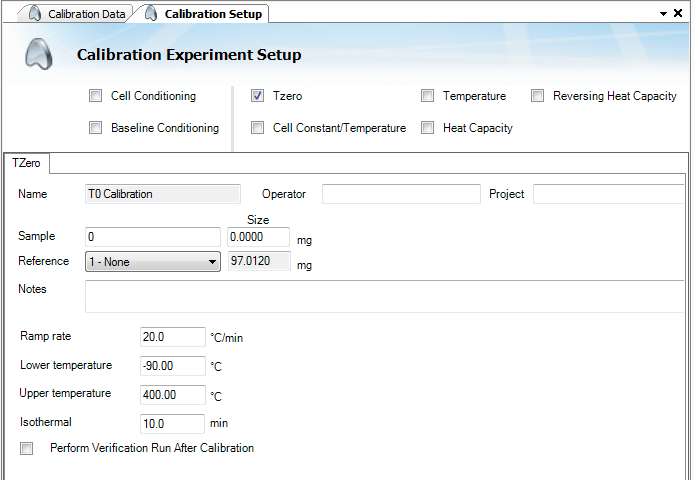 Calibration Data Calibration Setup
Calibration Experiment Setup
Cell Conditioning Tzero Temperature Reversing Heat Capacity
Baseline Conditioning Cell Constant/Temperature Heat Capacity
TZero
Name T0 Calibration Operator Project
Size
Sample 0 0.0000 mg
Reference 1 - None 97.0120 mg
Notes
Ramp rate 20.0 °C/min
Lower temperature -90.00 °C
Upper temperature 400.00 °C
Isothermal 10.0 min
Perform Verification Run After Calibration